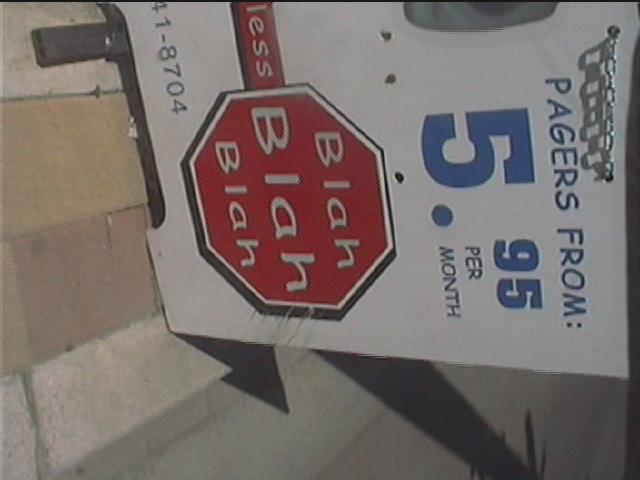 PAGERS FROM:
5.95
PER
MONTH
Blah
Blah
Blah
less
41-8704